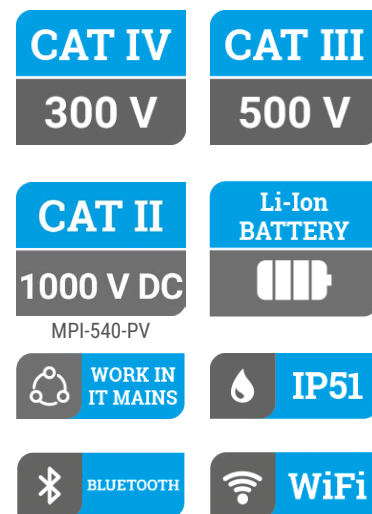 CAT IV
300 V
CAT III
500 V
CAT II
1000 V DC
MPI-540-PV
Li-Ion
BATTERY
WORK IN
IT MAINS
IP51
BLUETOOTH
WiFi